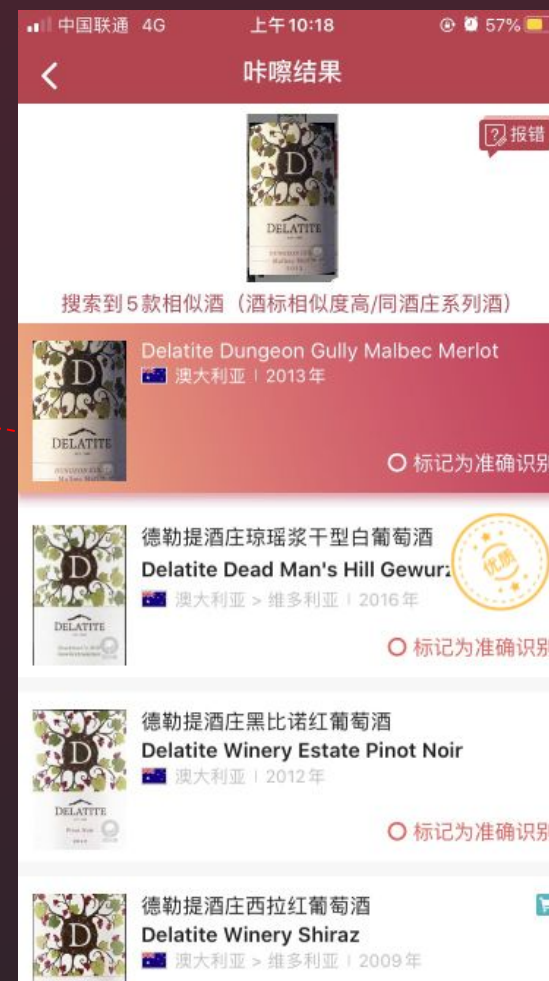 中国联通 4G 上午10:18 57%
咔嚓结果
报错
D
DELATITE
搜索到5款相似酒（酒标相似度高/同酒庄系列酒）
Delatite Dungeon Gully Malbec Merlot
澳大利亚 | 2013年
D
DELATITE
标记为准确识别
德勒提酒庄琼瑶浆干型白葡萄酒
Delatite Dead Man's Hill Gewurz
优质
澳大利亚 > 维多利亚 | 2016年
D
DELATITE
标记为准确识别
德勒提酒庄黑比诺红葡萄酒
Delatite Winery Estate Pinot Noir
澳大利亚 | 2012年
D
DELATITE
Pinot Noir
标记为准确识别
德勒提酒庄西拉红葡萄酒
Delatite Winery Shiraz
澳大利亚 > 维多利亚 | 2009年
D